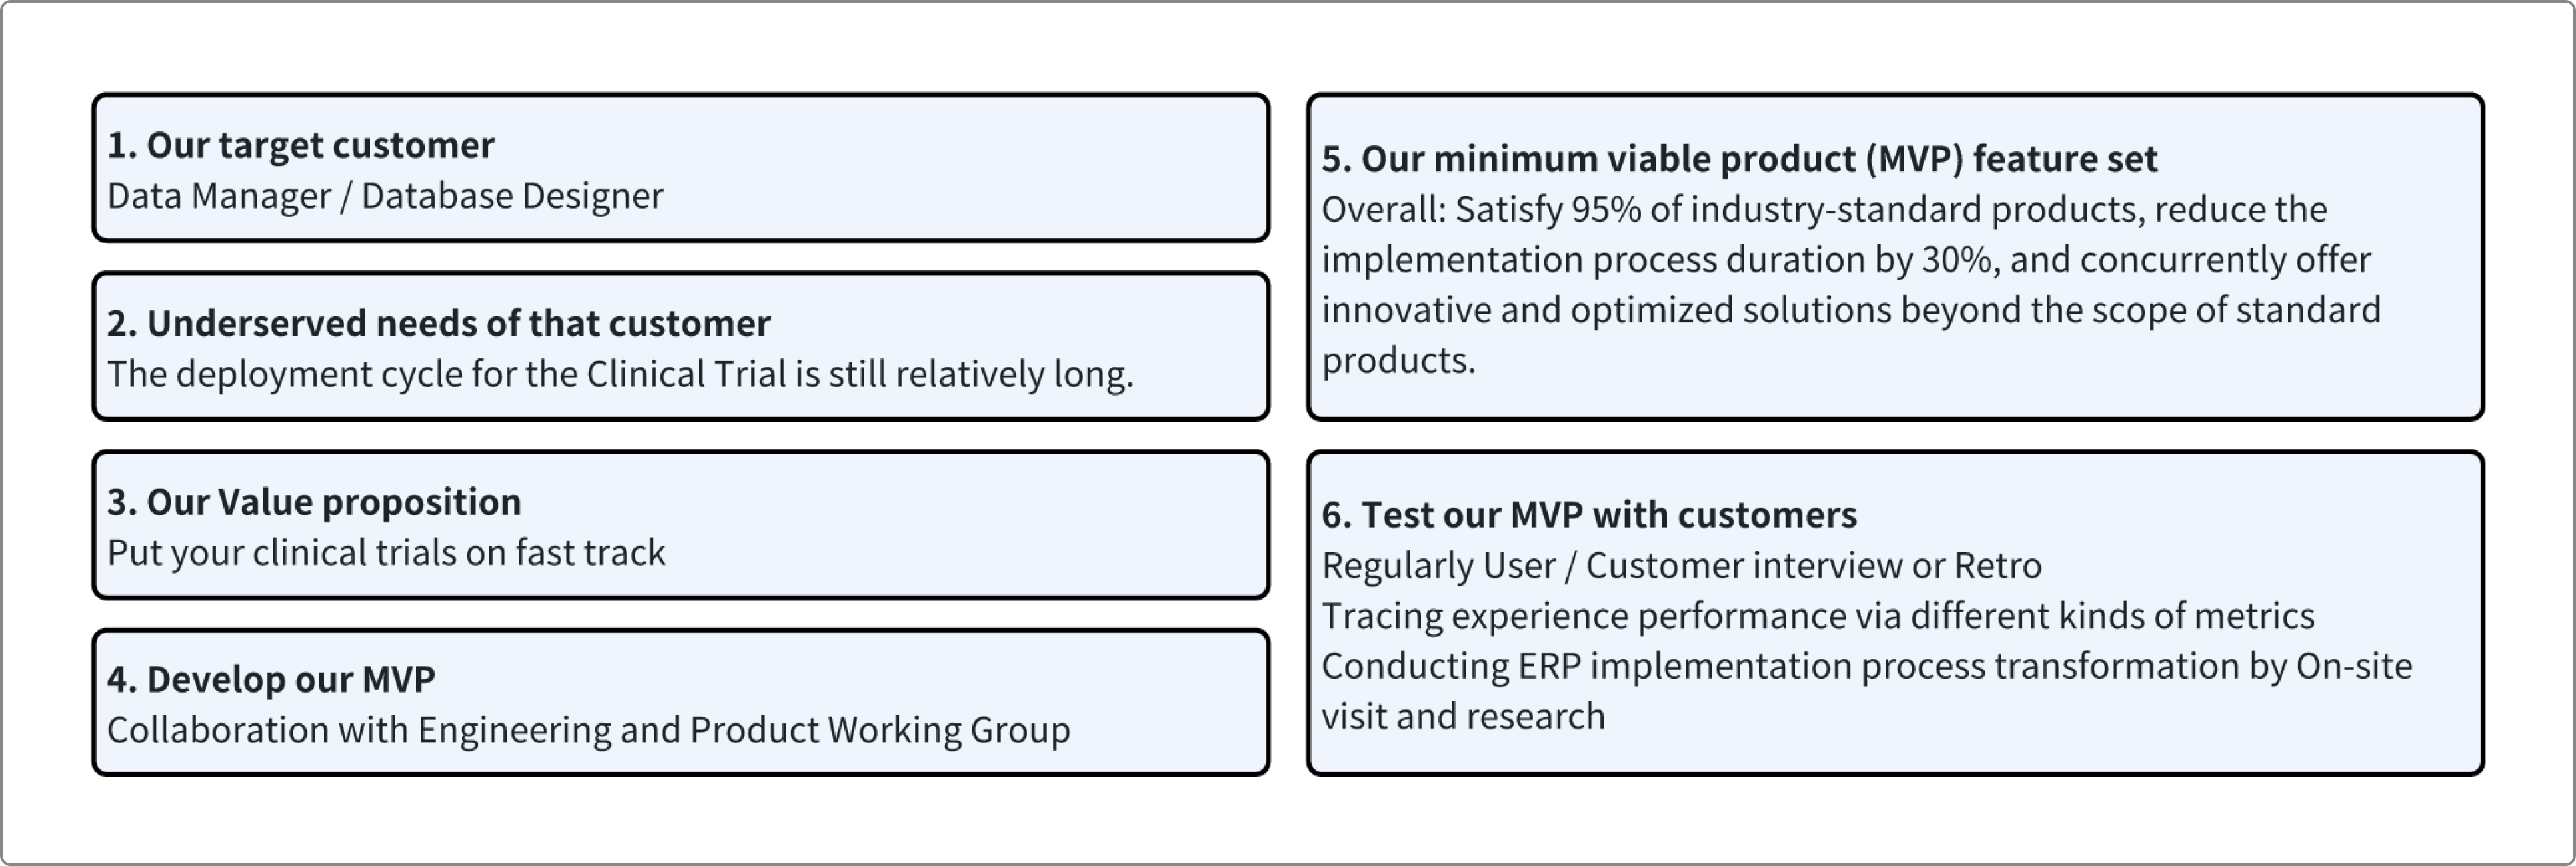 1. Our target customer
Data Manager / Database Designer
2. Underserved needs of that customer
The deployment cycle for the Clinical Trial is still relatively long.
3. Our Value proposition
Put your clinical trials on fast track
4. Develop our MVP
Collaboration with Engineering and Product Working Group
5. Our minimum viable product (MVP) feature set
Overall: Satisfy 95% of industry-standard products, reduce the
implementation process duration by 30%, and concurrently offer
innovative and optimized solutions beyond the scope of standard
products.
6. Test our MVP with customers
Regularly User / Customer interview or Retro
Tracing experience performance via different kinds of metrics
Conducting ERP implementation process transformation by On-site
visit and research